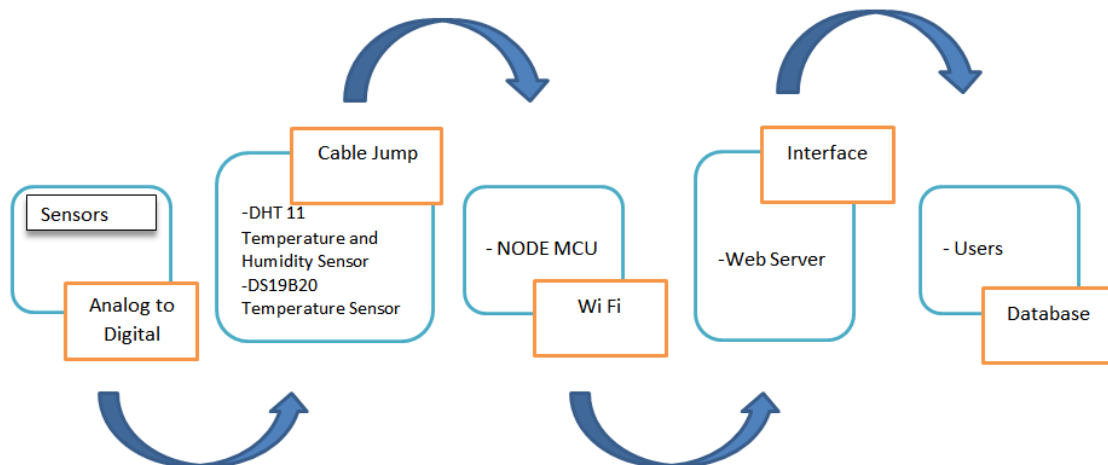 Sensors
Analog to
Digital
Cable Jump
-DHT 11
Temperature and
Humidity Sensor
-DS19B20
Temperature Sensor
- NODE MCU
Wi Fi
Interface
-Web Server
- Users
Database